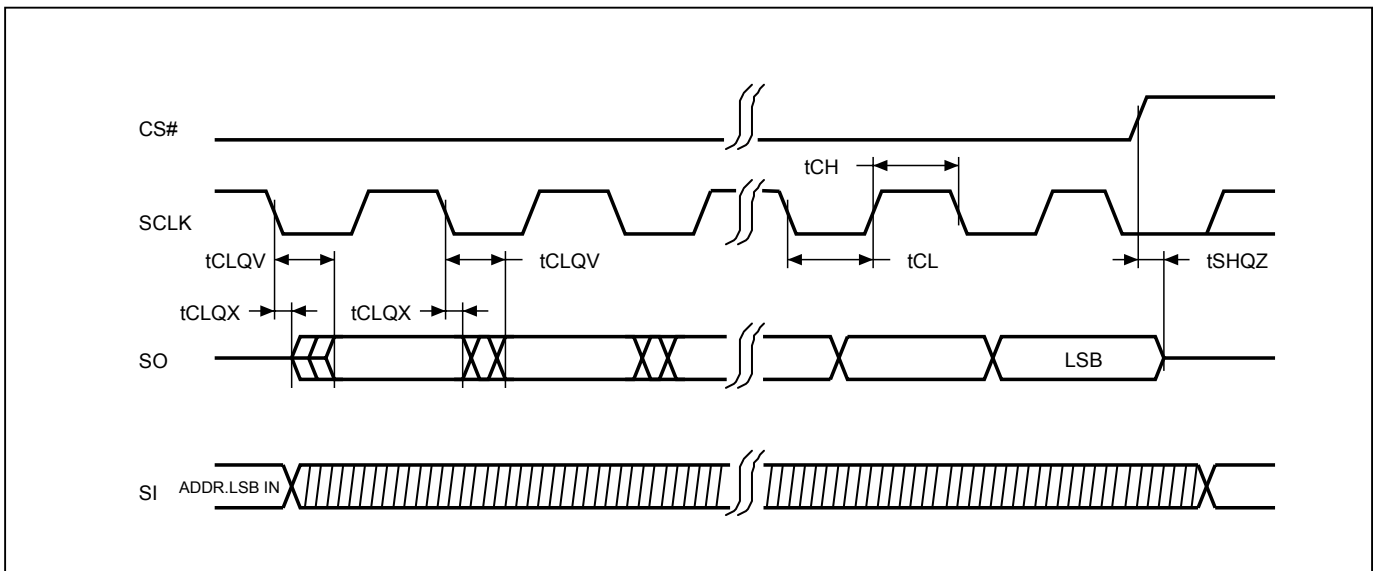 CS#
tCH
SCLK
tCLQV
tCLQV
tCL
tSHQZ
tCLQX
tCLQX
SO
LSB
SI
ADDR.LSB IN